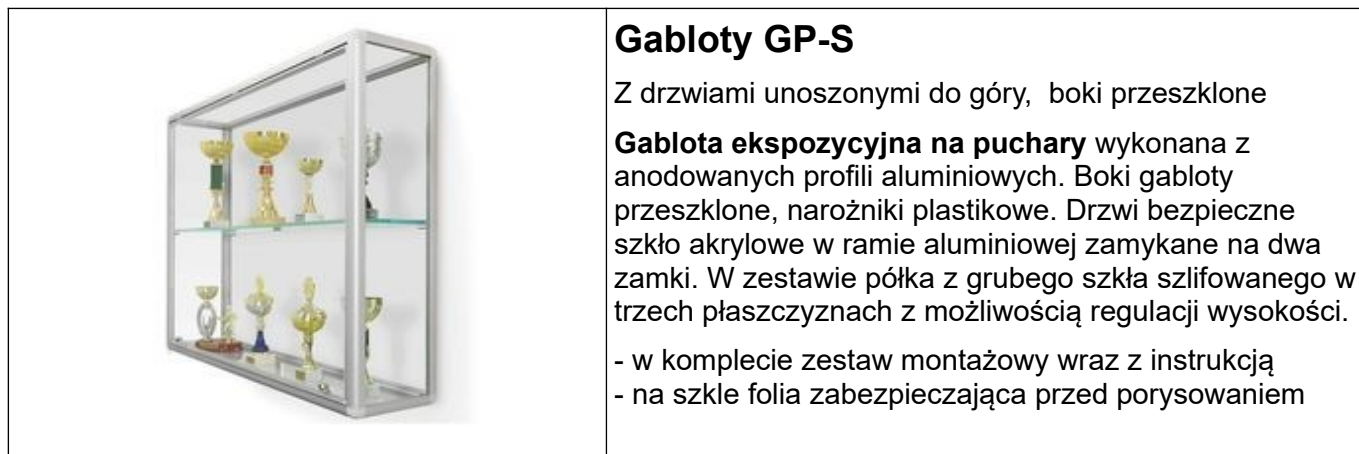 Gabloty GP-S
Z drzwiami unoszonymi do góry,  boki przeszklone
Gablota ekspozycyjna na puchary wykonana z
anodowanych profili aluminiowych. Boki gabloty
przeszklone, narożniki plastikowe. Drzwi bezpieczne
szkło akrylowe w ramie aluminiowej zamykane na dwa
zamki. W zestawie półka z grubego szkła szlifowanego w
trzech płaszczyznach z możliwością regulacji wysokości.
- w komplecie zestaw montażowy wraz z instrukcją
- na szkle folia zabezpieczająca przed porysowaniem